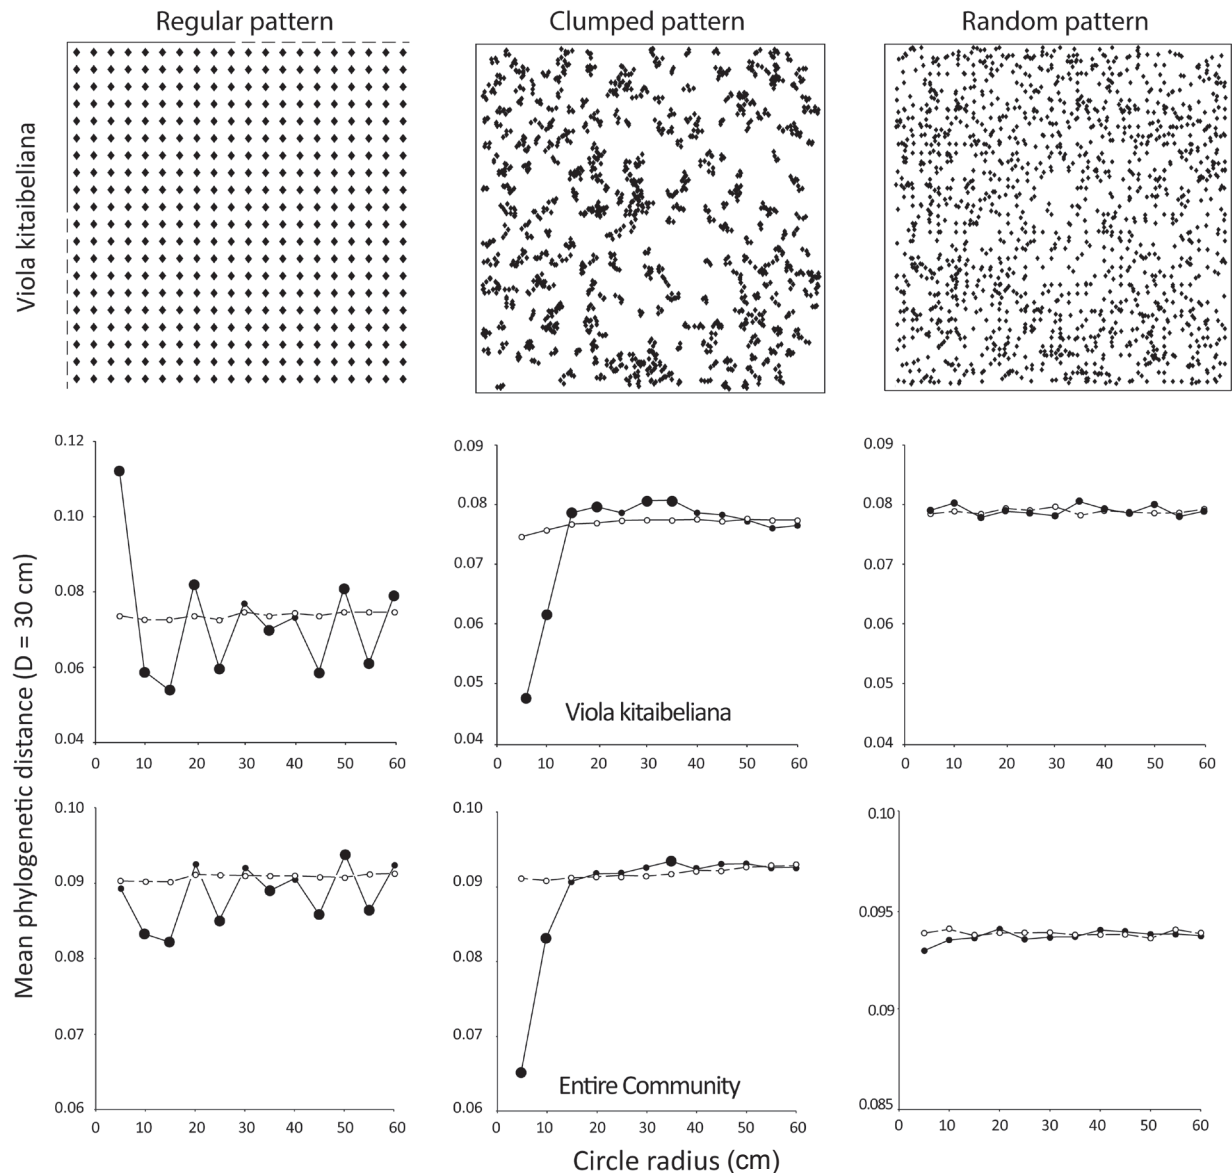 Regular pattern
Clumped pattern
Random pattern
Viola kitaibeliana
Mean phylogenetic distance (D = 30 cm)
0.12
0.10
0.08
0.06
0.04
0 10 20 30 40 50 60
0.09
0.08
0.07
0.06
0.05
0.04
Viola kitaibeliana
0 10 20 30 40 50 60
0.09
0.08
0.07
0.06
0.05
0.04
0 10 20 30 40 50 60
0.10
0.09
0.08
0.07
0.06
0 10 20 30 40 50 60
0.10
0.09
0.08
0.07
0.06
Entire Community
0 10 20 30 40 50 60
0.10
0.095
0.09
0.085
0 10 20 30 40 50 60
Circle radius (cm)